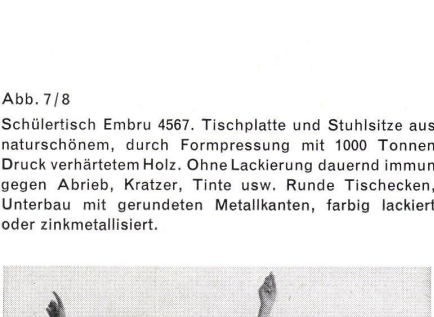 Abb. 7/8
Schülertisch Embru 4567. Tischplatte und Stuhlsitze aus
naturschönem, durch Formpressung mit 1000 Tonnen
Druck verhärtetem Holz. Ohne Lackierung dauernd immun
gegen Abrieb, Kratzer, Tinte usw. Runde Tischecken,
Unterbau mit gerundeten Metallkanten, farbig lackiert
oder zinkmetallisiert.